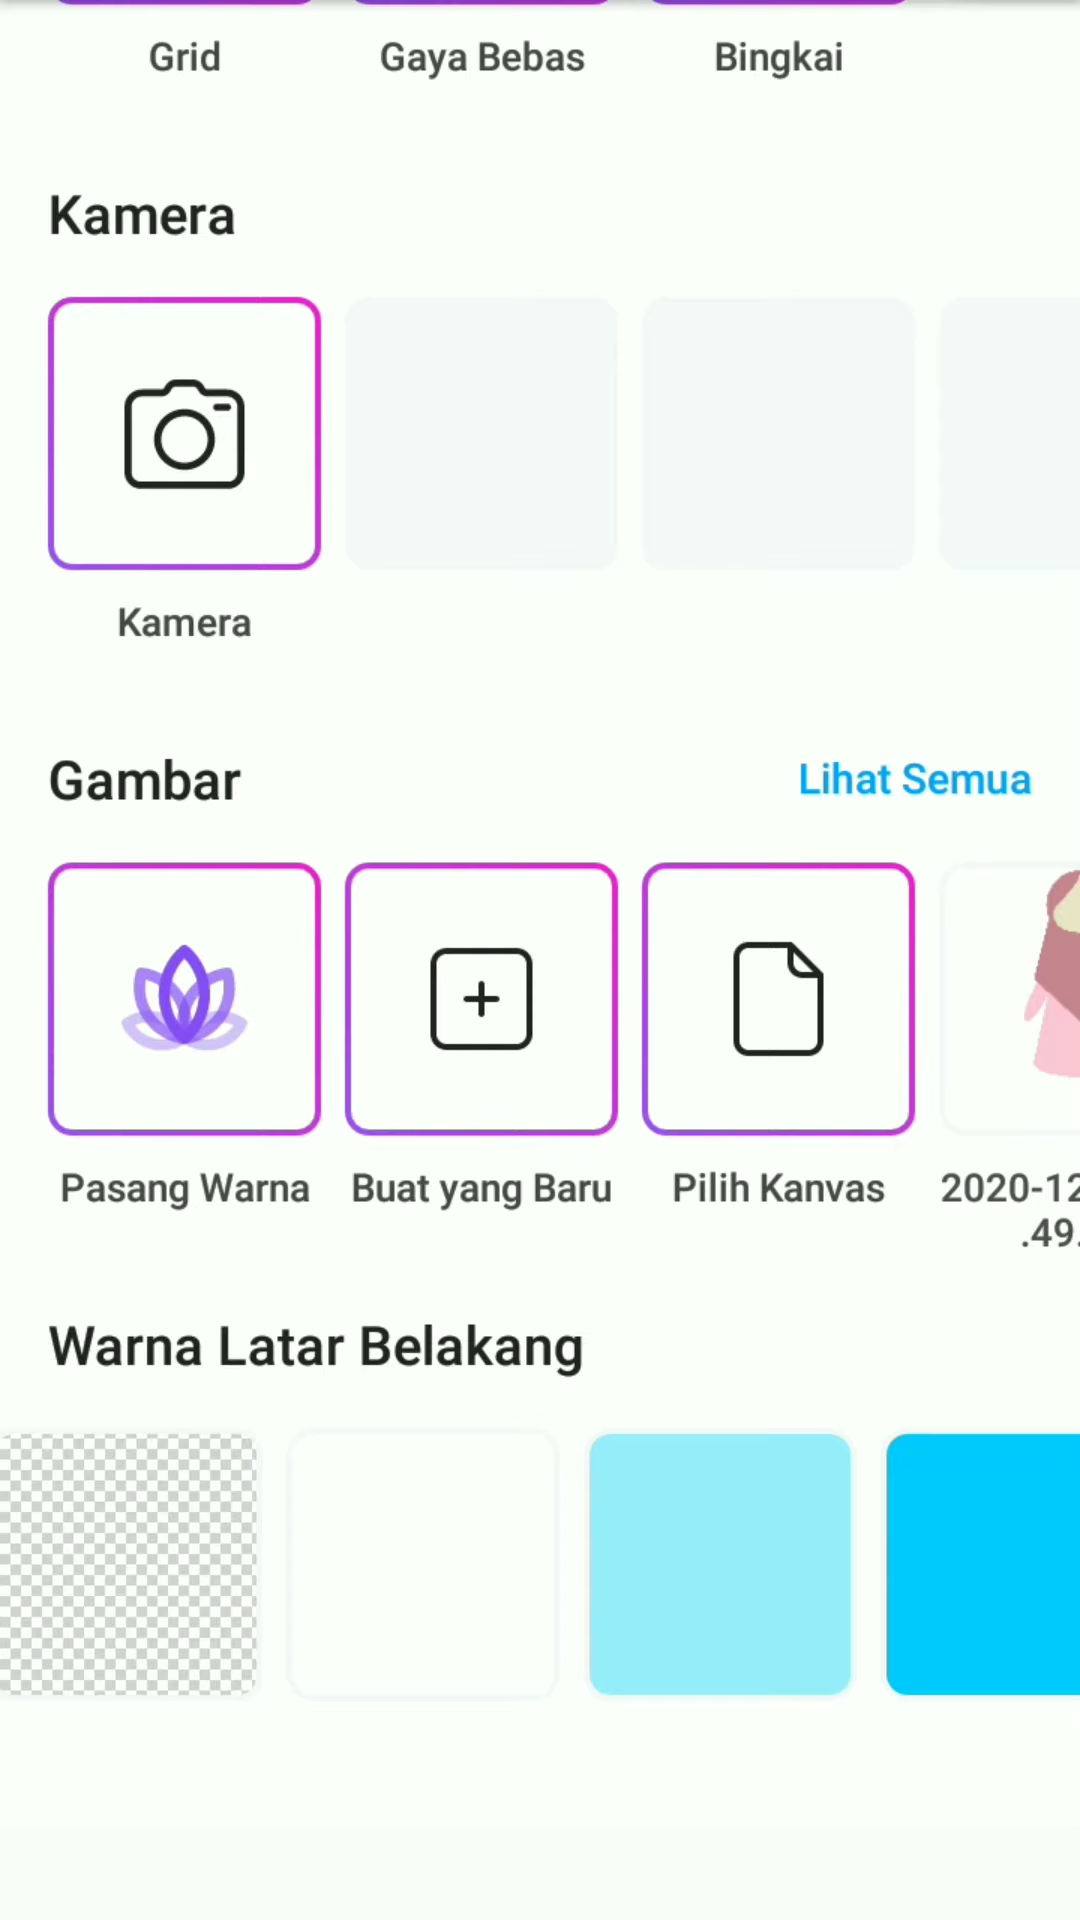 Grid Gaya Bebas Bingkai
Kamera
Kamera
Gambar Lihat Semua
Pasang Warna Buat yang Baru Pilih Kanvas 2020-12
.49.
Warna Latar Belakang